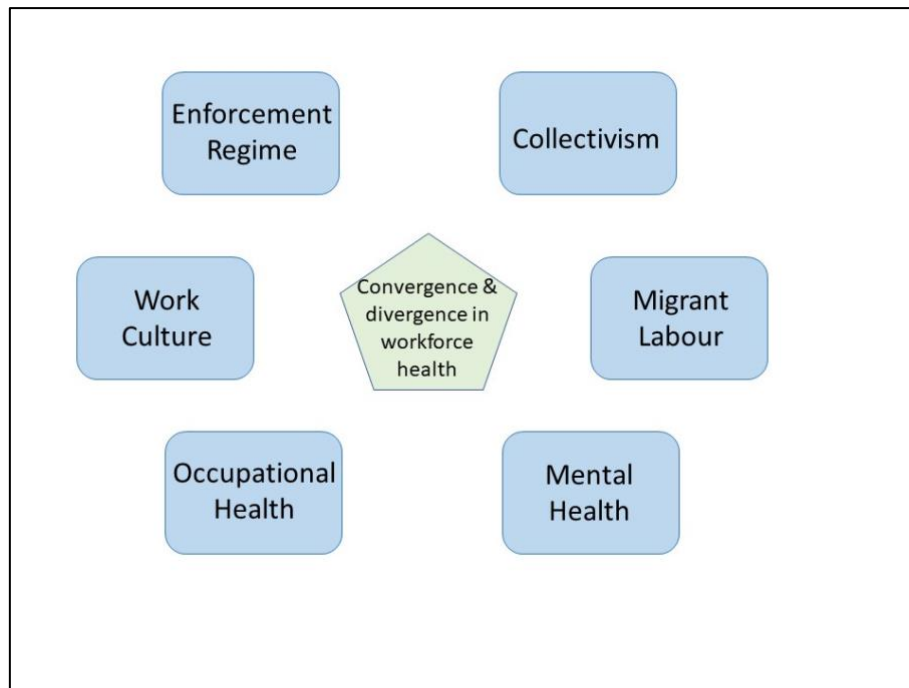 Enforcement
Regime
Collectivism
Work
Culture
Convergence &
divergence in
workforce
health
Migrant
Labour
Occupational
Health
Mental
Health